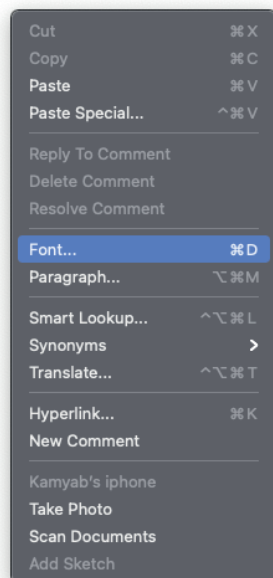 Cut ⌘X
Copy ⌘C
Paste ⌘V
Paste Special... ^⌘V
Reply To Comment
Delete Comment
Resolve Comment
Font... ⌘D
Paragraph... ⌥⌘M
Smart Lookup... ^⌥⌘L
Synonyms
Translate... ^⌥⌘T
Hyperlink... ⌘K
New Comment
Kamyab's iphone
Take Photo
Scan Documents
Add Sketch